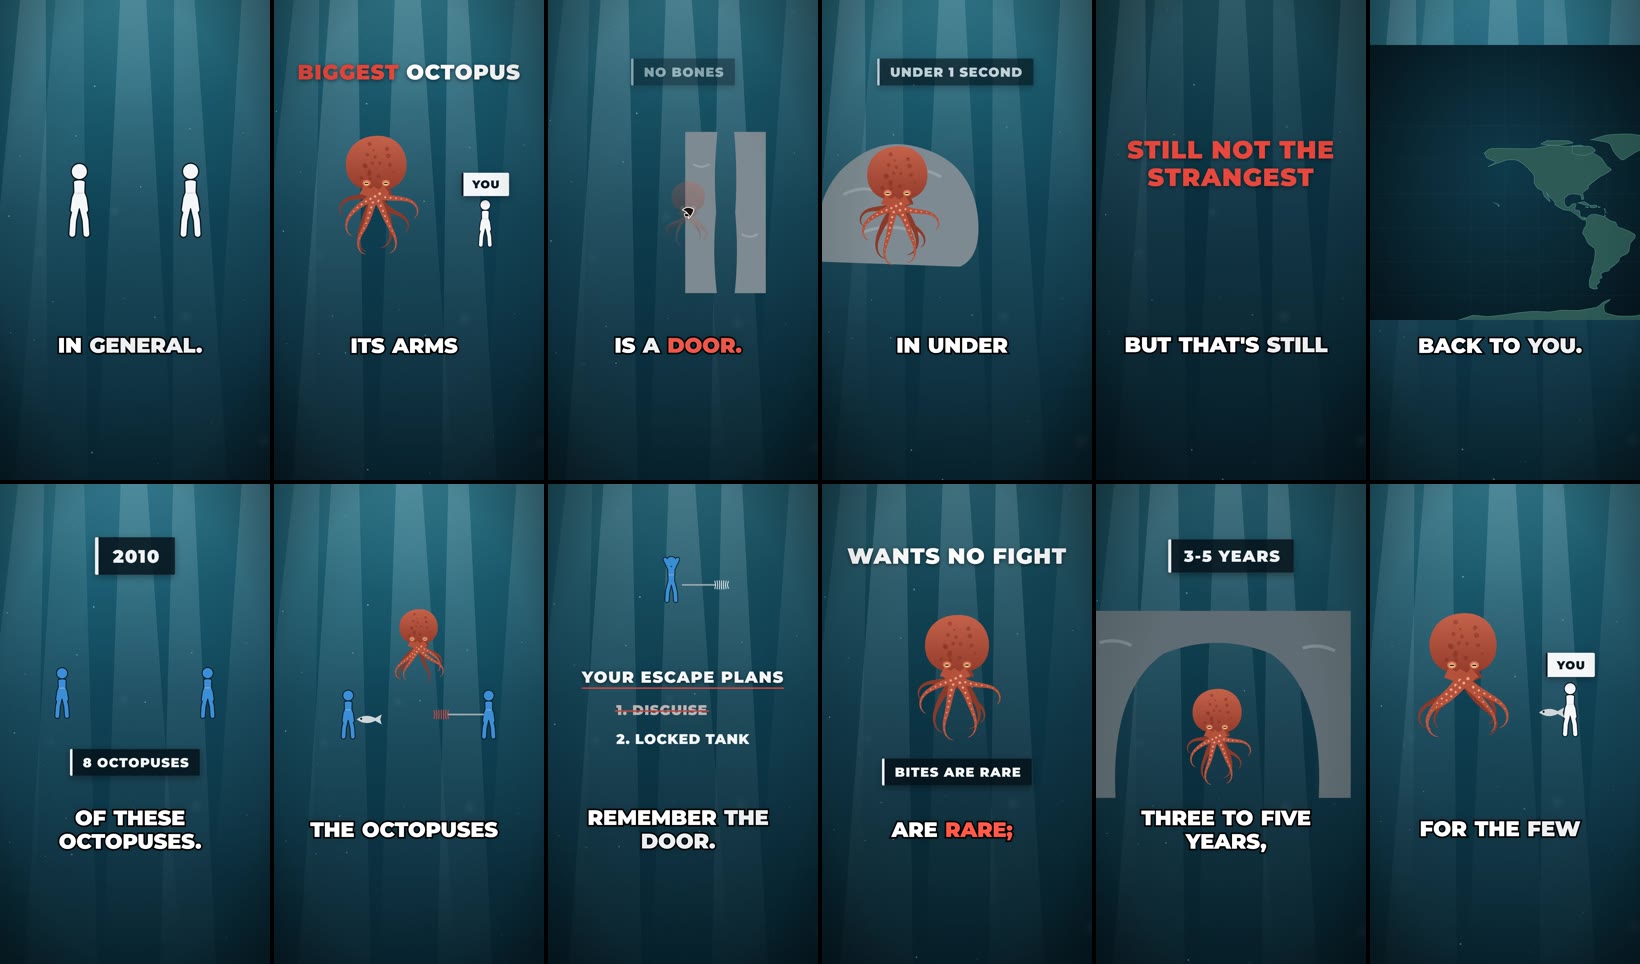 IN GENERAL.
BIGGEST OCTOPUS
YOU
ITS ARMS
NO BONES
IS A DOOR.
UNDER 1 SECOND
IN UNDER
STILL NOT THE
STRANGEST
BUT THAT'S STILL
BACK TO YOU.
2010
8 OCTOPUSES
OF THESE
OCTOPUSES.
THE OCTOPUSES
YOUR ESCAPE PLANS
1. DISGUISE
2. LOCKED TANK
REMEMBER THE
DOOR.
WANTS NO FIGHT
BITES ARE RARE
ARE RARE;
3-5 YEARS
THREE TO FIVE
YEARS,
YOU
FOR THE FEW